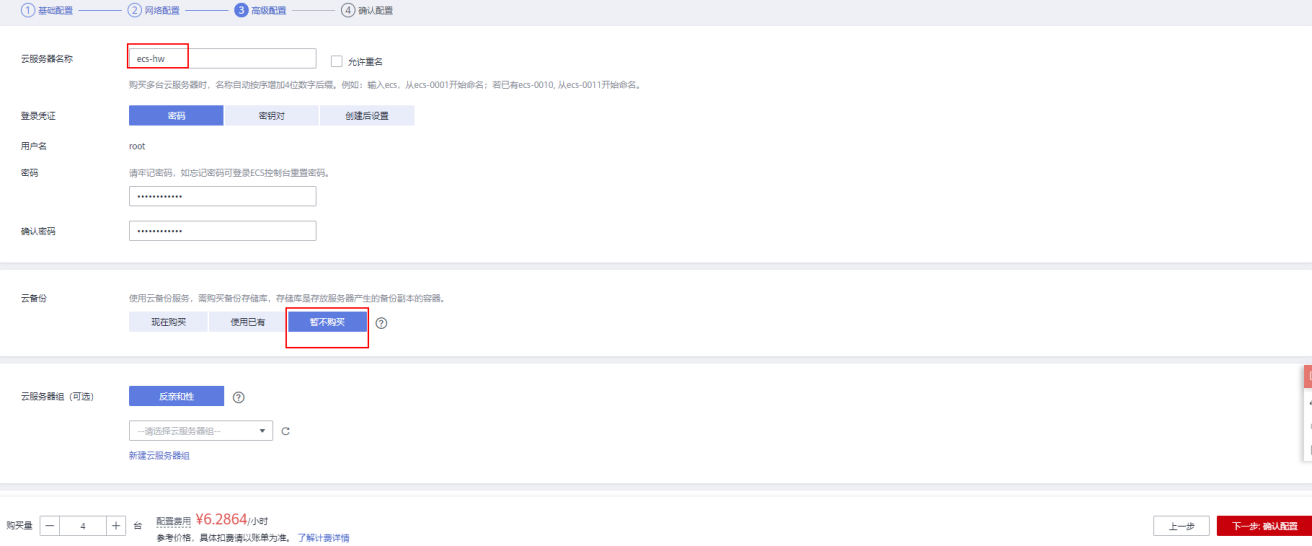 1 基础配置 2 网络配置 3 高级配置 4 确认配置
云服务器名称 ecs-hw 允许重名
购买多台云服务器时，名称自动按序增加4位数字后缀。例如：输入ecs，从ecs-0001开始命名；若已有ecs-0010, 从ecs-0011开始命名。
登录凭证 密码 密钥对 创建后设置
用户名 root
密码 请牢记密码，如忘记密码可登录ECS控制台重置密码。
••••••••••••
确认密码 ••••••••••••
云备份 使用云备份服务，需购买备份存储库，存储库是存放服务器产生的备份副本的容器。
现在购买 使用已有 暂不购买 ?
云服务器组（可选） 反亲和性 ?
--请选择云服务器组--
新建云服务器组
购买量 4 台 配置费用 ¥6.2864/小时 上一步 下一步: 确认配置
参考价格，具体扣费请以账单为准。 了解计费详情